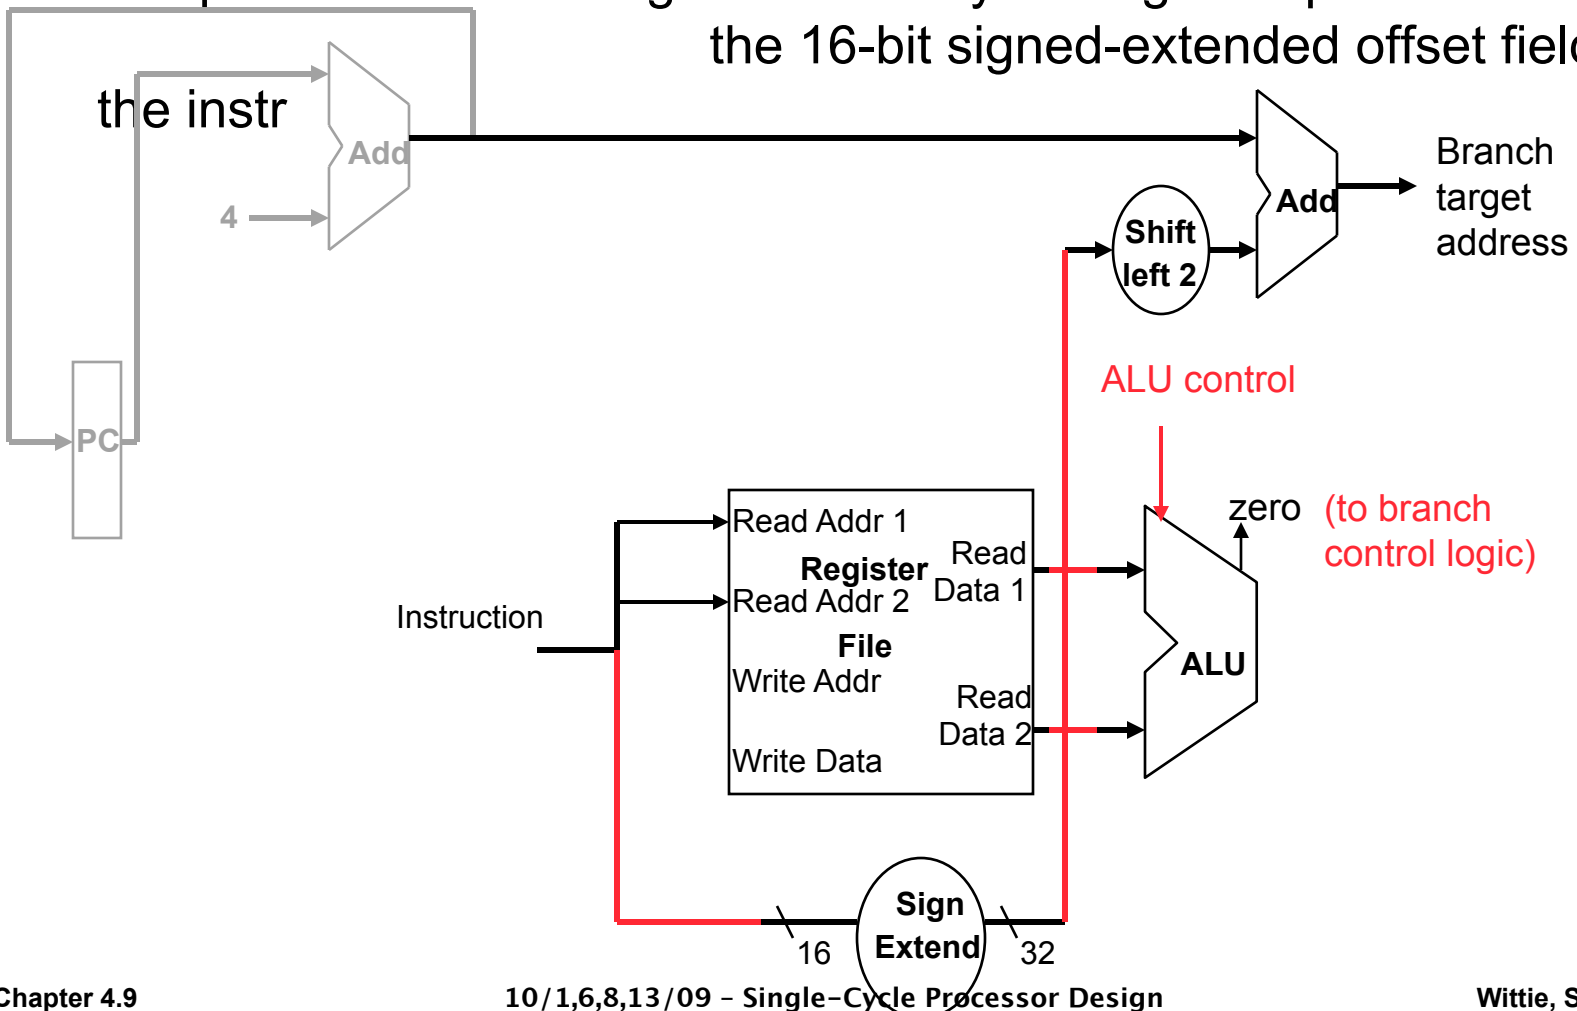 the 16-bit signed-extended offset
the instr
Add
4
PC
Shift
left 2
Add
Branch
target
address
ALU control
Instruction
Read Addr 1
Register
Read Addr 2
File
Write Addr
Write Data
Read
Data 1
Read
Data 2
zero
(to branch
control logic)
ALU
Sign
Extend
16
32
Chapter 4.9
10/1,6,8,13/09 – Single-Cycle Processor Design
Wittie, S